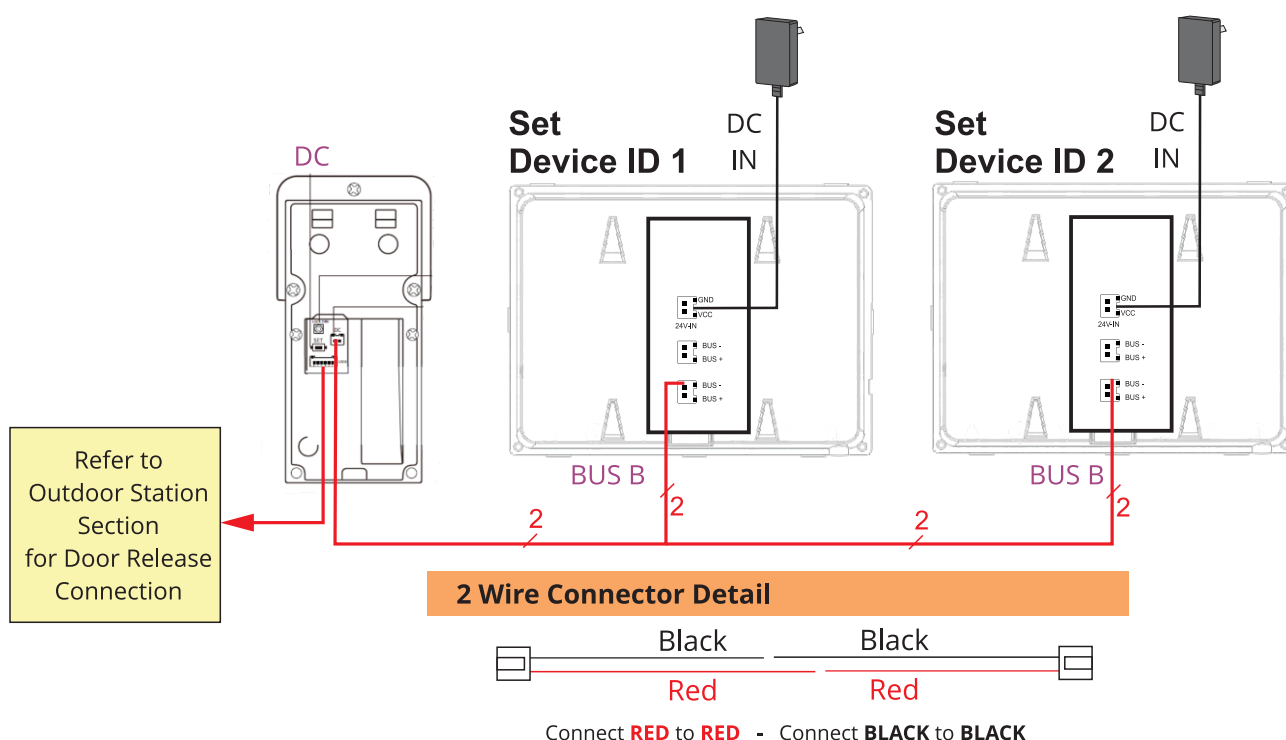 DC
SET
DC
Refer to
Outdoor Station
Section
for Door Release
Connection
Set
Device ID 1
DC
IN
GND
VCC
24V-IN
BUS -
BUS +
BUS -
BUS +
BUS B
2
2
Set
Device ID 2
DC
IN
GND
VCC
24V-IN
BUS -
BUS +
BUS -
BUS +
BUS B
2
2
2 Wire Connector Detail
Black Black
Red Red
Connect RED to RED - Connect BLACK to BLACK